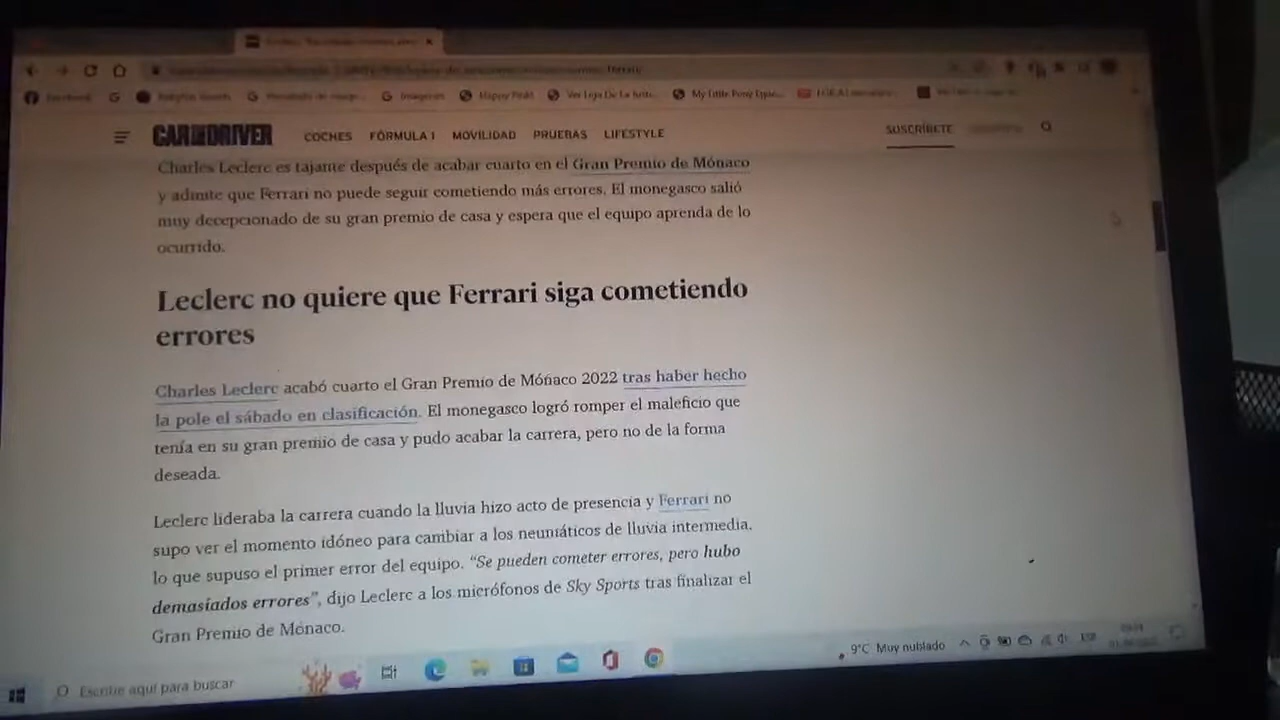 Facebook
Imágenes
My Little Pony Eque...
CAR AND DRIVER
COCHES FÓRMULA 1 MOVILIDAD PRUEBAS LIFESTYLE
SUSCRÍBETE
Charles Leclerc es tajante después de acabar cuarto en el Gran Premio de Mónaco
y admite que Ferrari no puede seguir cometiendo más errores. El monegasco salió
muy decepcionado de su gran premio de casa y espera que el equipo aprenda de lo
ocurrido.
Leclerc no quiere que Ferrari siga cometiendo
errores
Charles Leclerc acabó cuarto el Gran Premio de Mónaco 2022 tras haber hecho
la pole el sábado en clasificación. El monegasco logró romper el maleficio que
tenía en su gran premio de casa y pudo acabar la carrera, pero no de la forma
deseada.
Leclerc lideraba la carrera cuando la lluvia hizo acto de presencia y Ferrari no
supo ver el momento idóneo para cambiar a los neumáticos de lluvia intermedia,
lo que supuso el primer error del equipo. “Se pueden cometer errores, pero hubo
demasiados errores”, dijo Leclerc a los micrófonos de Sky Sports tras finalizar el
Gran Premio de Mónaco.
9°C Muy nublado
ESP
Escribe aquí para buscar